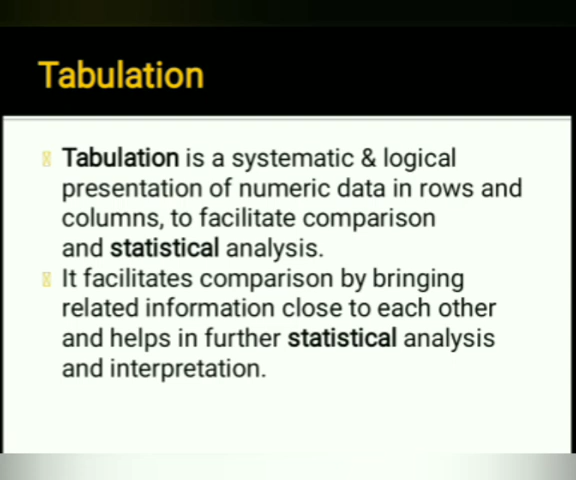 Tabulation
Tabulation is a systematic & logical
presentation of numeric data in rows and
columns, to facilitate comparison
and statistical analysis.
It facilitates comparison by bringing
related information close to each other
and helps in further statistical analysis
and interpretation.